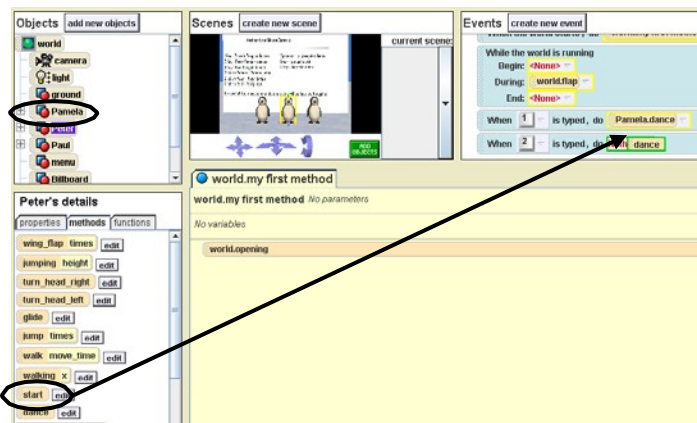 Objects add new objects
world
camera
light
ground
Pamela
Peter
Paul
menu
Billboard
Peter's details
properties methods functions
wing_flap times edit
jumping height edit
turn_head_right edit
turn_head_left edit
glide edit
jump times edit
walk move_time edit
walking x edit
start edit
dance edit
Scenes create new scene
current scene:
ADD OBJECTS
Events create new event
While the world is running
Begin: <None>
During: world.flap
End: <None>
When 1 is typed, do Pamela.dance
When 2 is typed, do dance
world.my first method
world.my first method No parameters
No variables
world.opening